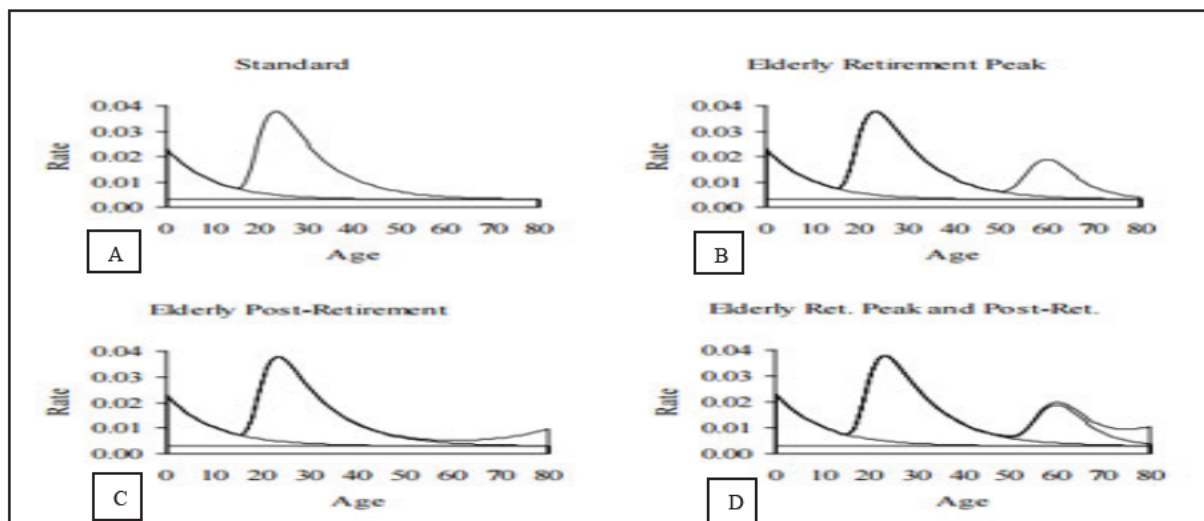 Standard
Rate
0.04
0.03
0.02
0.01
0.00
0 10 20 30 40 50 60 70 80
Age
A
Elderly Retirement Peak
Rate
0.04
0.03
0.02
0.01
0.00
0 10 20 30 40 50 60 70 80
Age
B
Elderly Post-Retirement
Rate
0.04
0.03
0.02
0.01
0.00
0 10 20 30 40 50 60 70 80
Age
C
Elderly Ret. Peak and Post-Ret.
Rate
0.04
0.03
0.02
0.01
0.00
0 10 20 30 40 50 60 70 80
Age
D